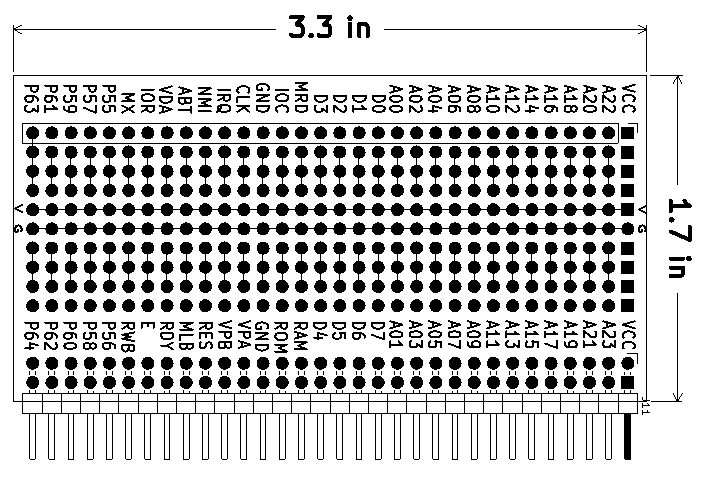 3.3 in
P63 P61 P59 P57 P55 MX IOR VDA ABT NMI IRQ CLK GND IOC MRD D3 D2 D1 D0 A00 A02 A04 A06 A08 A10 A12 A14 A16 A18 A20 A22 VCC
V V
G G
1.7 in
P64 P62 P60 P58 P56 RWB E RDY MLB RES VPB VPA GND ROM RAM D4 D5 D6 D7 A01 A03 A05 A07 A09 A11 A13 A15 A17 A19 A21 A23 VCC